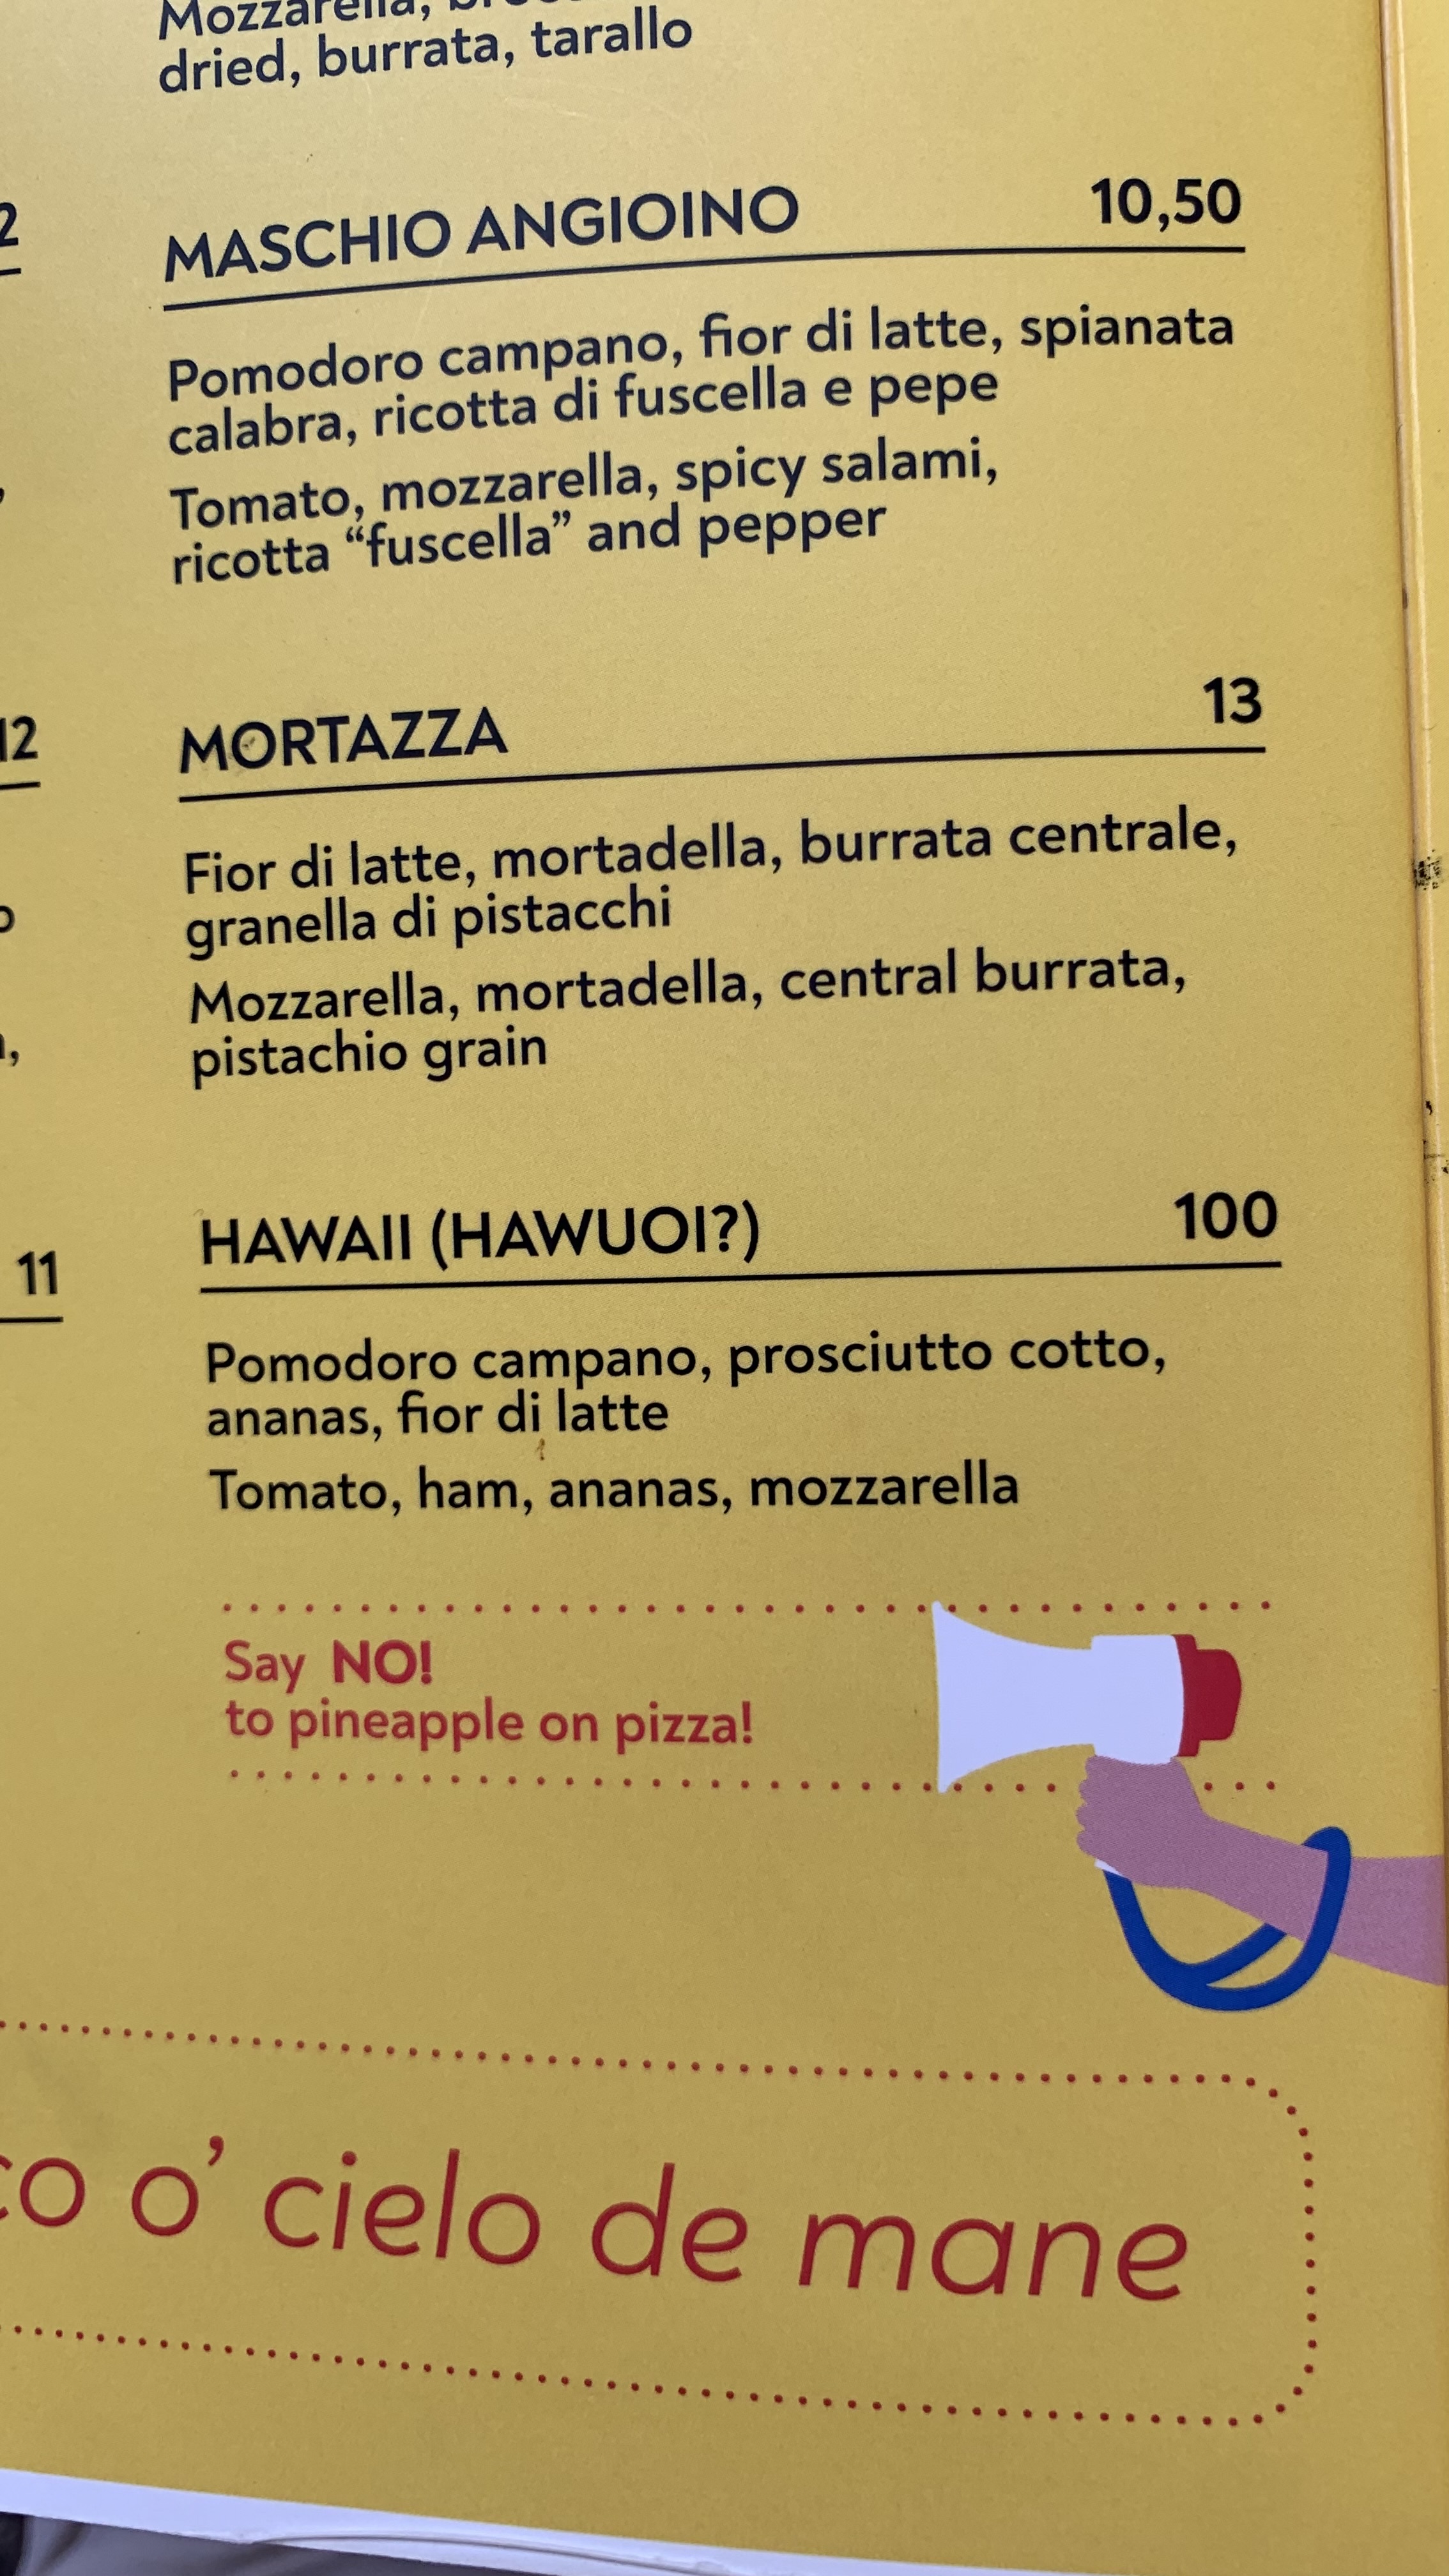 Mozzarella,
dried, burrata, tarallo
MASCHIO ANGIOINO 10,50
Pomodoro campano, fior di latte, spianata
calabra, ricotta di fuscella e pepe
Tomato, mozzarella, spicy salami,
ricotta “fuscella” and pepper
12
MORTAZZA 13
Fior di latte, mortadella, burrata centrale,
granella di pistacchi
Mozzarella, mortadella, central burrata,
pistachio grain
11
HAWAII (HAWUOI?) 100
Pomodoro campano, prosciutto cotto,
ananas, fior di latte
Tomato, ham, ananas, mozzarella
Say NO!
to pineapple on pizza!
o’ cielo de mane